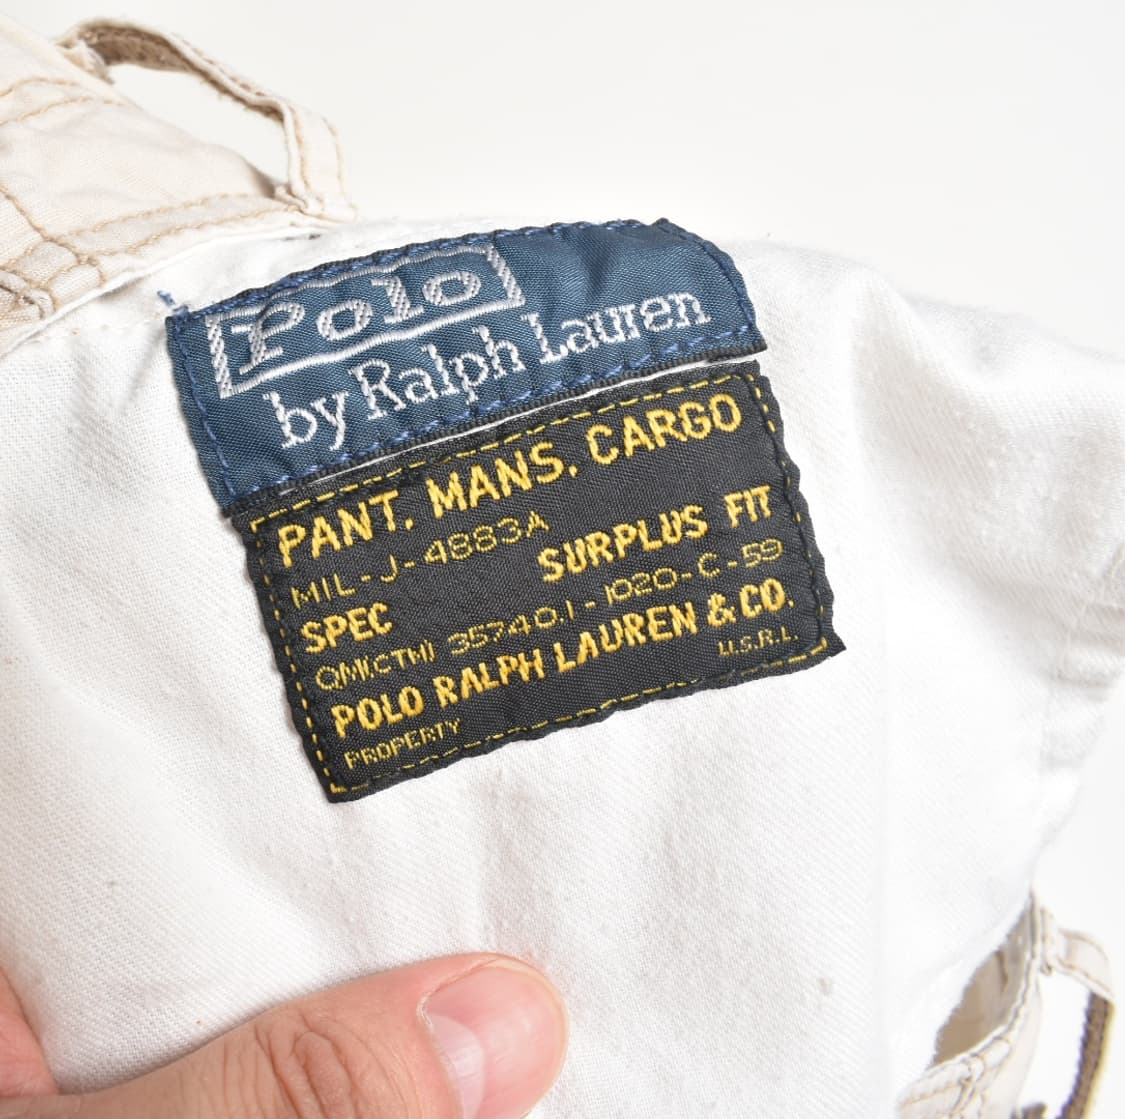 Polo
by Ralph Lauren
PANT. MANS. CARGO
MIL-J-4883A
SURPLUS FIT
SPEC
QM(CTM) 35740.1-1020-C-59
POLO RALPH LAUREN & CO.
PROPERTY
U.S.R.L.